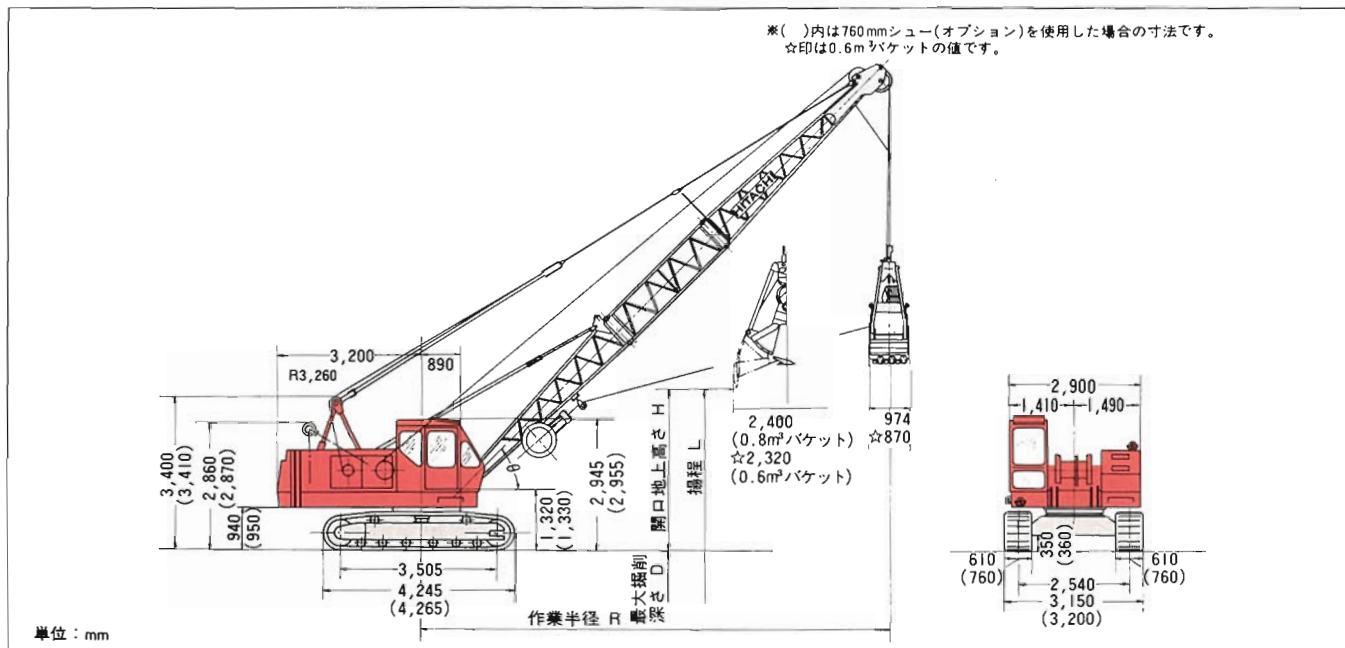 ※( )内は760mmシュー(オプション)を使用した場合の寸法です。
☆印は0.6m³バケットの値です。
HITACHI
3,200
890
R3,260
3,400
(3,410)
2,860
(2,870)
940
(950)
θ
1,320
(1,330)
2,945
(2,955)
3,505
4,245
(4,265)
開口地上高さ H
揚程 L
最大掘削
深さ D
作業半径 R
2,400
(0.8m³バケット)
☆2,320
(0.6m³バケット)
974
☆870
2,900
1,410
1,490
350
(360)
610
(760)
610
(760)
2,540
3,150
(3,200)
単位：mm